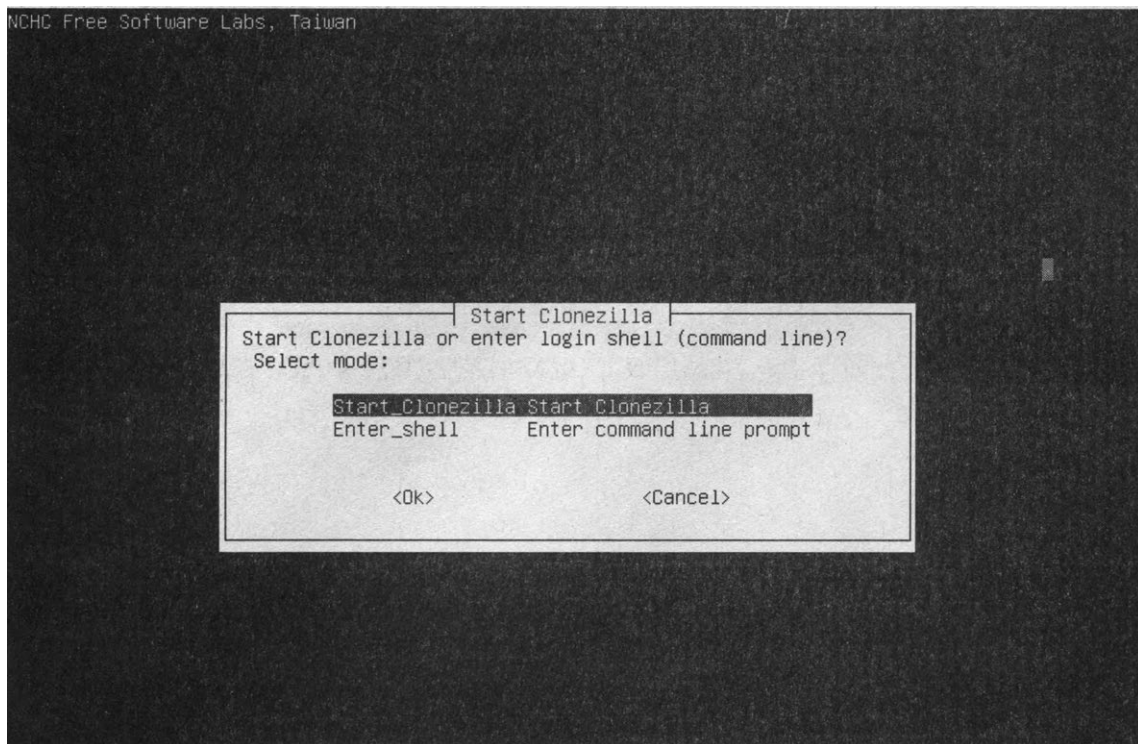 NCHC Free Software Labs, Taiwan
Start Clonezilla
Start Clonezilla or enter login shell (command line)?
Select mode:
Start_Clonezilla Start Clonezilla
Enter_shell Enter command line prompt
<Ok> <Cancel>